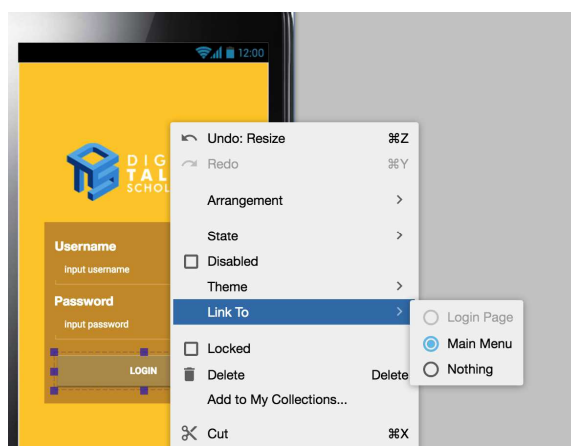 12:00
DIG
TAL
SCHOL
Username
Input username
Password
Input password
LOGIN
Undo: Resize ⌘Z
Redo ⌘Y
Arrangement
State
Disabled
Theme
Link To
Login Page
Main Menu
Nothing
Locked
Delete Delete
Add to My Collections...
Cut ⌘X